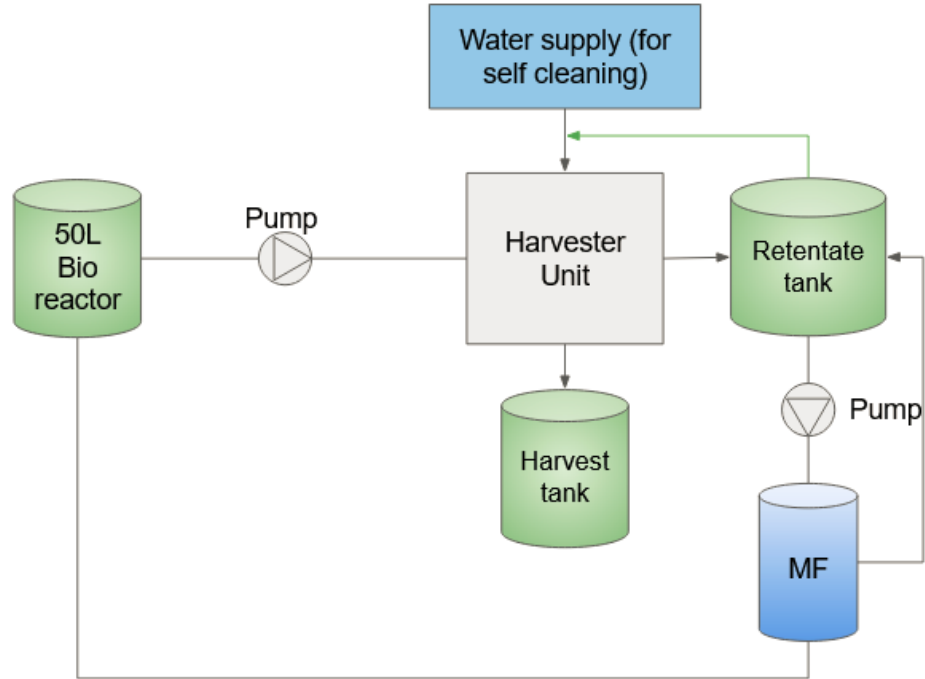 Water supply (for
self cleaning)
50L
Bio
reactor
Pump
Harvester
Unit
Retentate
tank
Pump
Harvest
tank
MF